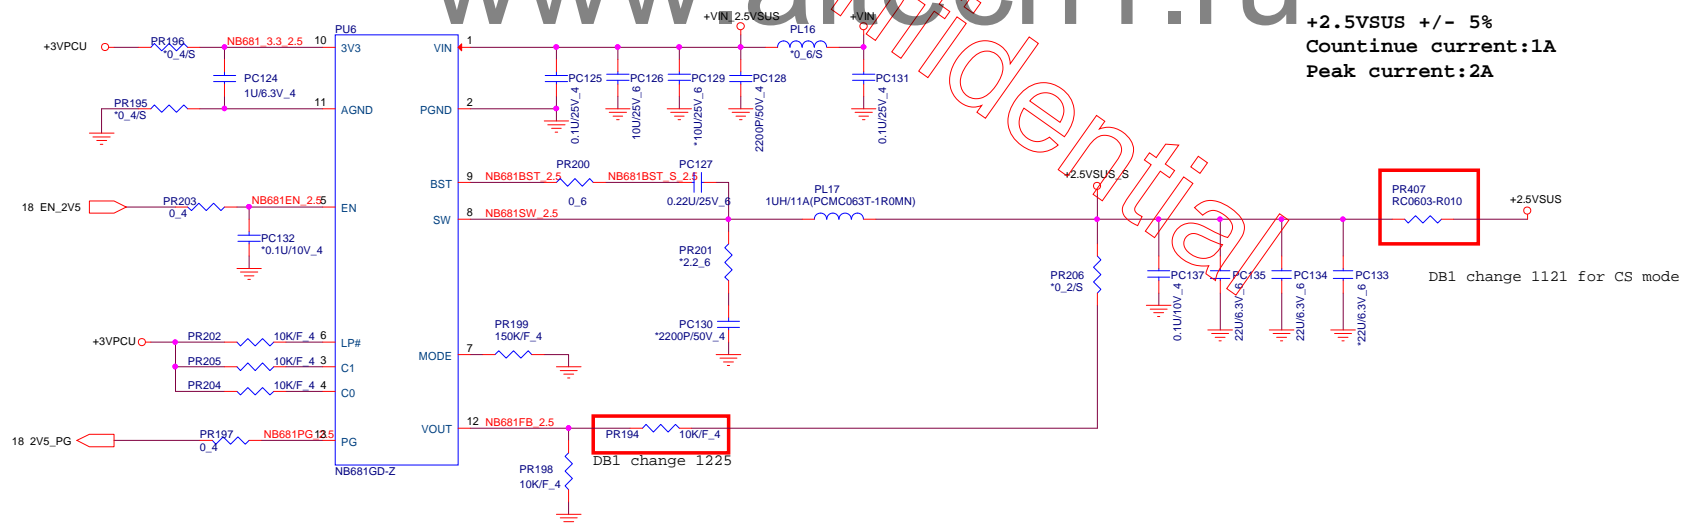 www.aitech1.ru
Confidential
+2.5VSUS +/- 5%
Countinue current:1A
Peak current:2A
+3VPCU
PR196
*0_4/S
NB681_3.3_2.5
10
3V3
PU6
VIN
1
+VIN_2.5VSUS
PL16
*0_6/S
+VIN
PC124
1U/6.3V_4
PR195
*0_4/S
11
AGND
PGND
2
PC125
0.1U/25V_4
PC126
10U/25V_6
PC129
*10U/25V_6
PC128
2200P/50V_4
PC131
0.1U/25V_4
18 EN_2V5
PR203
0_4
NB681EN_2.5
5
EN
PC132
*0.1U/10V_4
BST
9
NB681BST_2.5
PR200
0_6
NB681BST_S_2.5
PC127
0.22U/25V_6
SW
8
NB681SW_2.5
PL17
1UH/11A(PCMC063T-1R0MN)
+2.5VSUS_S
PR407
RC0603-R010
+2.5VSUS
DB1 change 1121 for CS mode
PR201
*2.2_6
PC130
*2200P/50V_4
PR206
*0_2/S
PC137
0.1U/10V_4
PC135
22U/6.3V_6
PC134
22U/6.3V_6
PC133
*22U/6.3V_6
+3VPCU
PR202
10K/F_4
6
LP#
PR205
10K/F_4
3
C1
PR204
10K/F_4
4
C0
MODE
7
PR199
150K/F_4
18 2V5_PG
PR197
0_4
NB681PG_2.5
13
PG
VOUT
12
NB681FB_2.5
PR194
10K/F_4
DB1 change 1225
PR198
10K/F_4
NB681GD-Z